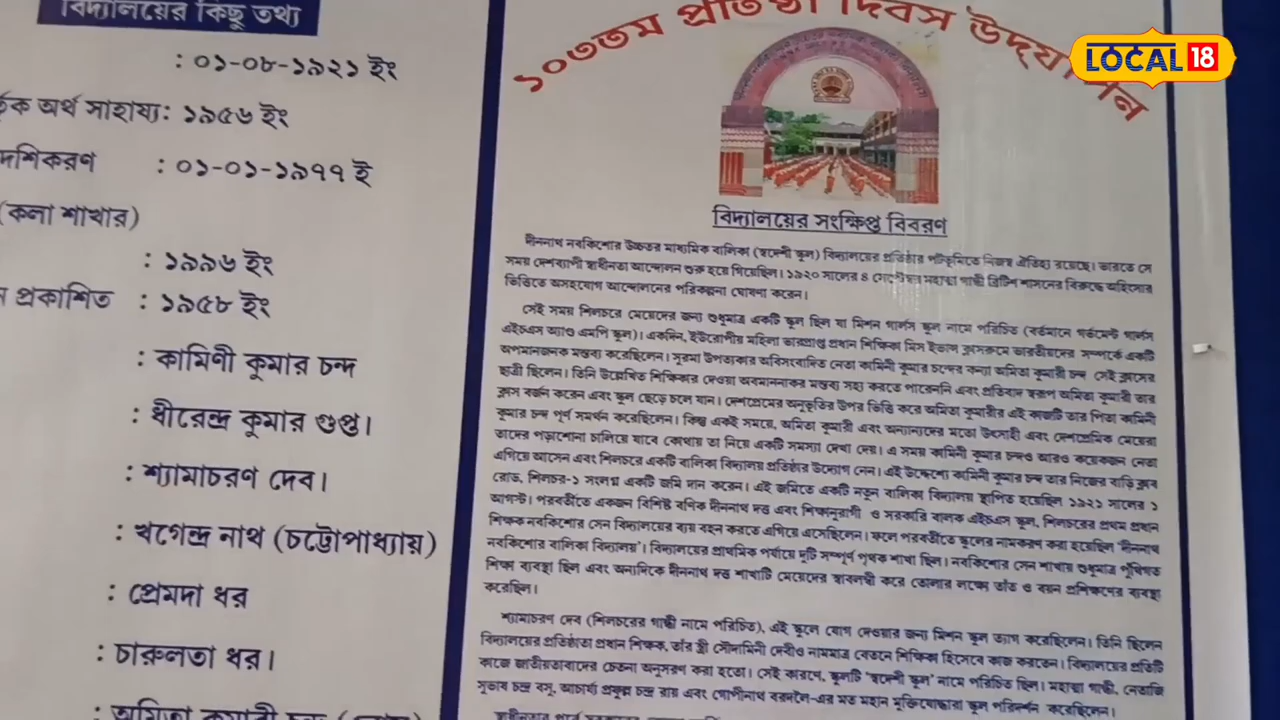 বিদ্যালয়ের কিছু তথ্য
: ০১-০৮-১৯২১ ইং
অর্থ সাহায্য: ১৯৫৬ ইং
: ০১-০১-১৯৭৭ ই
(কলা শাখার)
: ১৯৯৬ ইং
প্রকাশিত : ১৯৫৮ ইং
: কামিণী কুমার চন্দ
: ধীরেন্দ্র কুমার গুপ্ত।
: শ্যামাচরণ দেব।
: খগেন্দ্র নাথ (চট্টোপাধ্যায়)
: প্রেমদা ধর
: চারুলতা ধর।
১০৩তম প্রতিষ্ঠা দিবস
LOCAL 18
বিদ্যালয়ের সংক্ষিপ্ত বিবরণ
দীননাথ নবকিশোর উচ্চতর মাধ্যমিক বালিকা (স্বদেশী স্কুল) বিদ্যালয়ের প্রতিষ্ঠার পটভূমিতে নিজস্ব ঐতিহ্য রয়েছে। ভারতে সে
সময় দেশব্যাপী স্বাধীনতা আন্দোলন শুরু হয়ে গিয়েছিল। ১৯২০ সালের ৪ সেপ্টেম্বর মহাত্মা গান্ধী ব্রিটিশ শাসনের বিরুদ্ধে অহিংসার
ভিত্তিতে অসহযোগ আন্দোলনের পরিকল্পনা ঘোষণা করেন।
সেই সময় শিলচরে মেয়েদের জন্য শুধুমাত্র একটি স্কুল ছিল যা মিশন গার্লস স্কুল নামে পরিচিত (বর্তমানে গর্ভমেন্ট গার্লস
এইচএস অ্যাণ্ড এমপি স্কুল)। একদিন, ইউরোপীয় মহিলা ভারপ্রাপ্ত প্রধান শিক্ষিকা মিস ইভান্স ক্লাসরুমে ভারতীয়দের সম্পর্কে একটি
অপমানজনক মন্তব্য করেছিলেন। সুরমা উপত্যকার অবিসংবাদিত নেতা কামিনী কুমার চন্দের কন্যা অমিতা কুমারী চন্দ সেই ক্লাসের
ছাত্রী ছিলেন। তিনি উল্লেখিত শিক্ষিকার দেওয়া অবমাননাকর মন্তব্য সহ্য করতে পারেননি এবং প্রতিবাদ স্বরূপ অমিতা কুমারী তার
ক্লাস বর্জন করেন এবং স্কুল ছেড়ে চলে যান। দেশপ্রেমের অনুকূতির উপর ভিত্তি করে অমিতা কুমারীর এই কাজটি তার পিতা কামিনী
কুমার চন্দ পূর্ণ সমর্থন করেছিলেন। কিন্তু একই সময়ে, অমিতা কুমারী এবং অন্যান্যদের মতো উৎসাহী এবং দেশপ্রেমিক মেয়েরা
তাদের পড়াশোনা চালিয়ে যাবে কোথায় তা নিয়ে একটি সমস্যা দেখা দেয়। এ সময় কামিনী কুমার চন্দও আরও কয়েকজন নেতা
এগিয়ে আসেন এবং শিলচরে একটি বালিকা বিদ্যালয় প্রতিষ্ঠার উদ্যোগ নেন। এই উদ্দেশ্যে কামিনী কুমার চন্দ তার নিজের বাড়ি ক্লাব
রোড, শিলচর-১ সংলগ্ন একটি জমি দান করেন। এই জমিতে একটি নতুন বালিকা বিদ্যালয় স্থাপিত হয়েছিল ১৯২১ সালের ১
আগস্ট। পরবর্তীতে একজন বিশিষ্ট বণিক দীননাথ দত্ত এবং শিক্ষানুরাগী ও সরকারি বালক এইচএস স্কুল, শিলচরের প্রথম প্রধান
শিক্ষক নবকিশোর সেন বিদ্যালয়ের ব্যয় বহন করতে এগিয়ে এসেছিলেন। ফলে পরবর্তীতে স্কুলের নামকরণ করা হয়েছিল 'দীননাথ
নবকিশোর বালিকা বিদ্যালয়'। বিদ্যালয়ের প্রাথমিক পর্যায়ে দুটি সম্পূর্ণ পৃথক শাখা ছিল। নবকিশোর সেন শাখায় শুধুমাত্র পুঁথিগত
শিক্ষা ব্যবস্থা ছিল এবং অন্যদিকে দীননাথ দত্ত শাখাটি মেয়েদের স্বাবলম্বী করে তোলার লক্ষ্যে তাঁত ও বয়ন প্রশিক্ষণের ব্যবস্থা
করেছিল।
শ্যামাচরণ দেব (শিলচরের গান্ধী নামে পরিচিত), এই স্কুলে যোগ দেওয়ার জন্য মিশন স্কুল ত্যাগ করেছিলেন। তিনি ছিলেন
বিদ্যালয়ের প্রতিষ্ঠাতা প্রধান শিক্ষক, তাঁর স্ত্রী সৌদামিনী দেবীও নামমাত্র বেতনে শিক্ষিকা হিসেবে কাজ করতেন। বিদ্যালয়ের প্রতিটি
কাজে জাতীয়তাবাদের চেতনা অনুসরণ করা হতো। সেই কারণে, স্কুলটি 'স্বদেশী স্কুল' নামে পরিচিত ছিল। মহাত্মা গান্ধী, নেতাজি
সুভাষ চন্দ্র বসু, আচার্য্য প্রফুল্ল চন্দ্র রায় এবং গোপীনাথ বরদলৈ-এর মত মহান মুক্তিযোদ্ধারা স্কুল পরিদর্শন করেছিলেন।